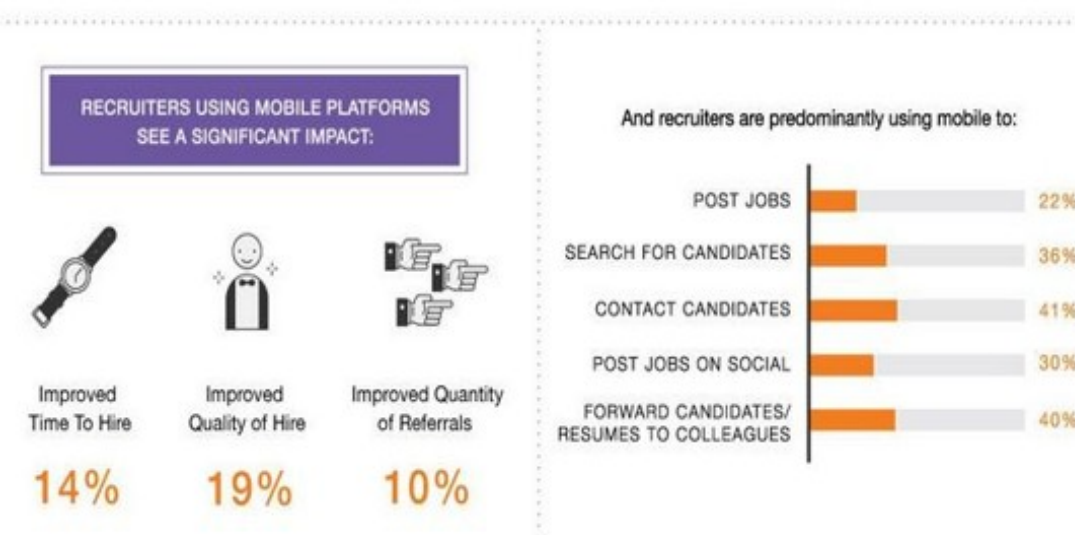 RECRUITERS USING MOBILE PLATFORMS
SEE A SIGNIFICANT IMPACT:
Improved
Time To Hire
14%
Improved
Quality of Hire
19%
Improved Quantity
of Referrals
10%
And recruiters are predominantly using mobile to:
POST JOBS 22%
SEARCH FOR CANDIDATES 36%
CONTACT CANDIDATES 41%
POST JOBS ON SOCIAL 30%
FORWARD CANDIDATES/
RESUMES TO COLLEAGUES 40%